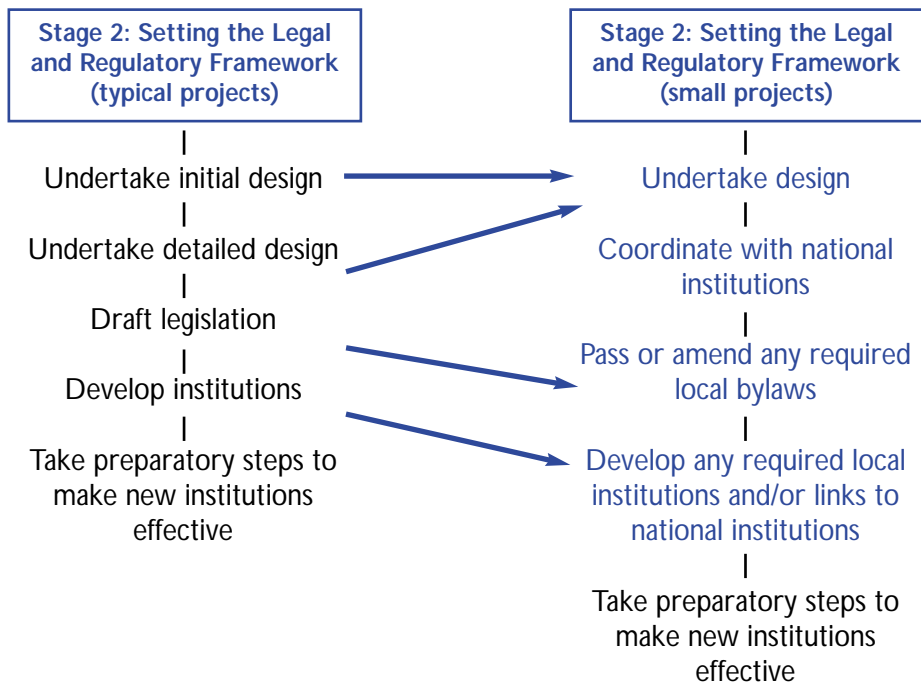 Stage 2: Setting the Legal
and Regulatory Framework
(typical projects)
Undertake initial design
Undertake detailed design
Draft legislation
Develop institutions
Take preparatory steps to
make new institutions
effective
Stage 2: Setting the Legal
and Regulatory Framework
(small projects)
Undertake design
Coordinate with national
institutions
Pass or amend any required
local bylaws
Develop any required local
institutions and/or links to
national institutions
Take preparatory steps to
make new institutions
effective